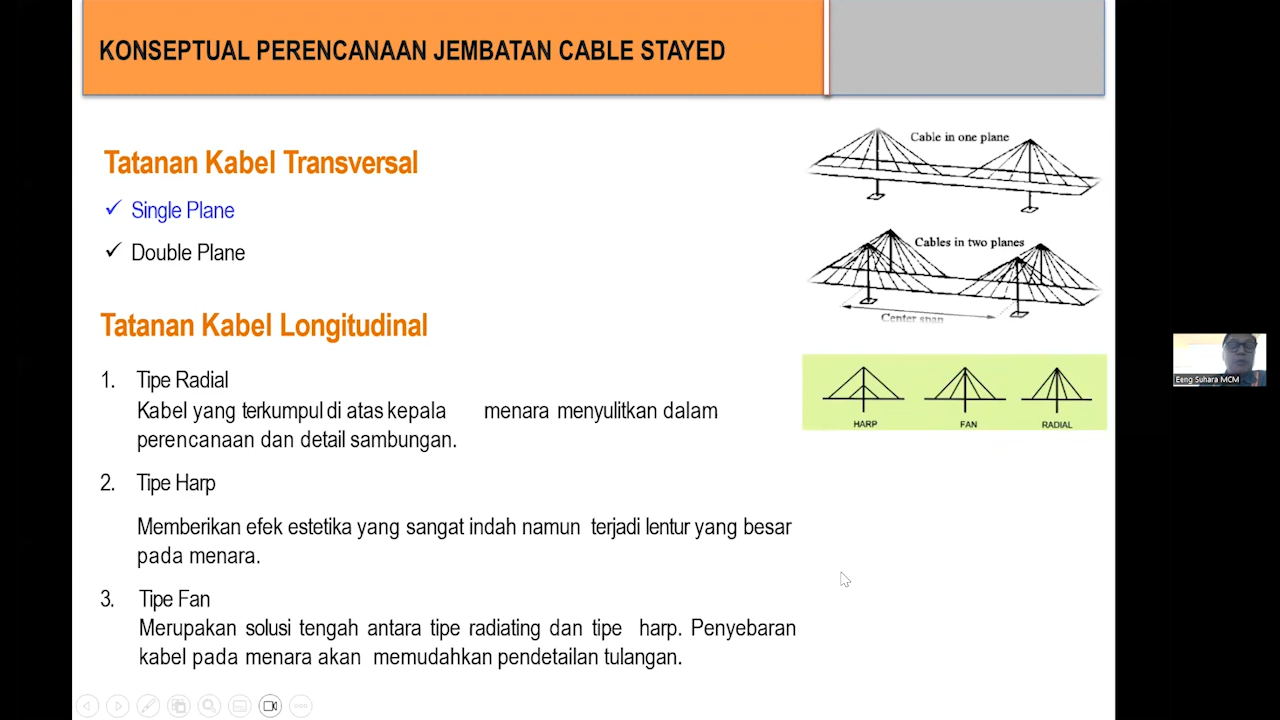 KONSEPTUAL PERENCANAAN JEMBATAN CABLE STAYED
Tatanan Kabel Transversal
✓ Single Plane
✓ Double Plane
Tatanan Kabel Longitudinal
1. Tipe Radial
Kabel yang terkumpul di atas kepala menara menyulitkan dalam
perencanaan dan detail sambungan.
2. Tipe Harp
Memberikan efek estetika yang sangat indah namun terjadi lentur yang besar
pada menara.
3. Tipe Fan
Merupakan solusi tengah antara tipe radiating dan tipe harp. Penyebaran
kabel pada menara akan memudahkan pendetailan tulangan.
Cable in one plane
Cables in two planes
Center span
HARP FAN RADIAL
Eeng Suhara MCM